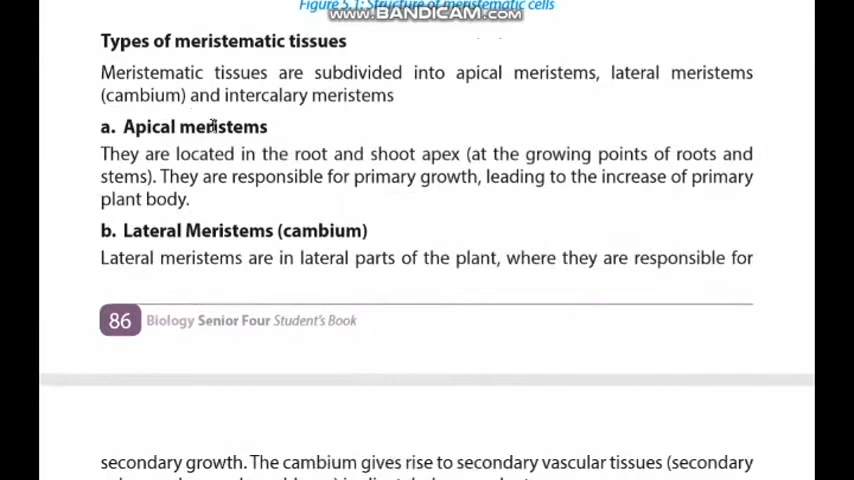 Figure 5.1: Structure of meristematic cells
www.BANDICAM.com
Types of meristematic tissues
Meristematic tissues are subdivided into apical meristems, lateral meristems
(cambium) and intercalary meristems
a. Apical meristems
They are located in the root and shoot apex (at the growing points of roots and
stems). They are responsible for primary growth, leading to the increase of primary
plant body.
b. Lateral Meristems (cambium)
Lateral meristems are in lateral parts of the plant, where they are responsible for
86 Biology Senior Four Student's Book
secondary growth. The cambium gives rise to secondary vascular tissues (secondary